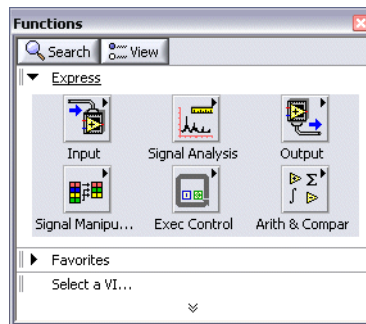 Functions
Search View
Express
Input Signal Analysis Output
Signal Manipu... Exec Control Arith & Compar
Favorites
Select a VI...